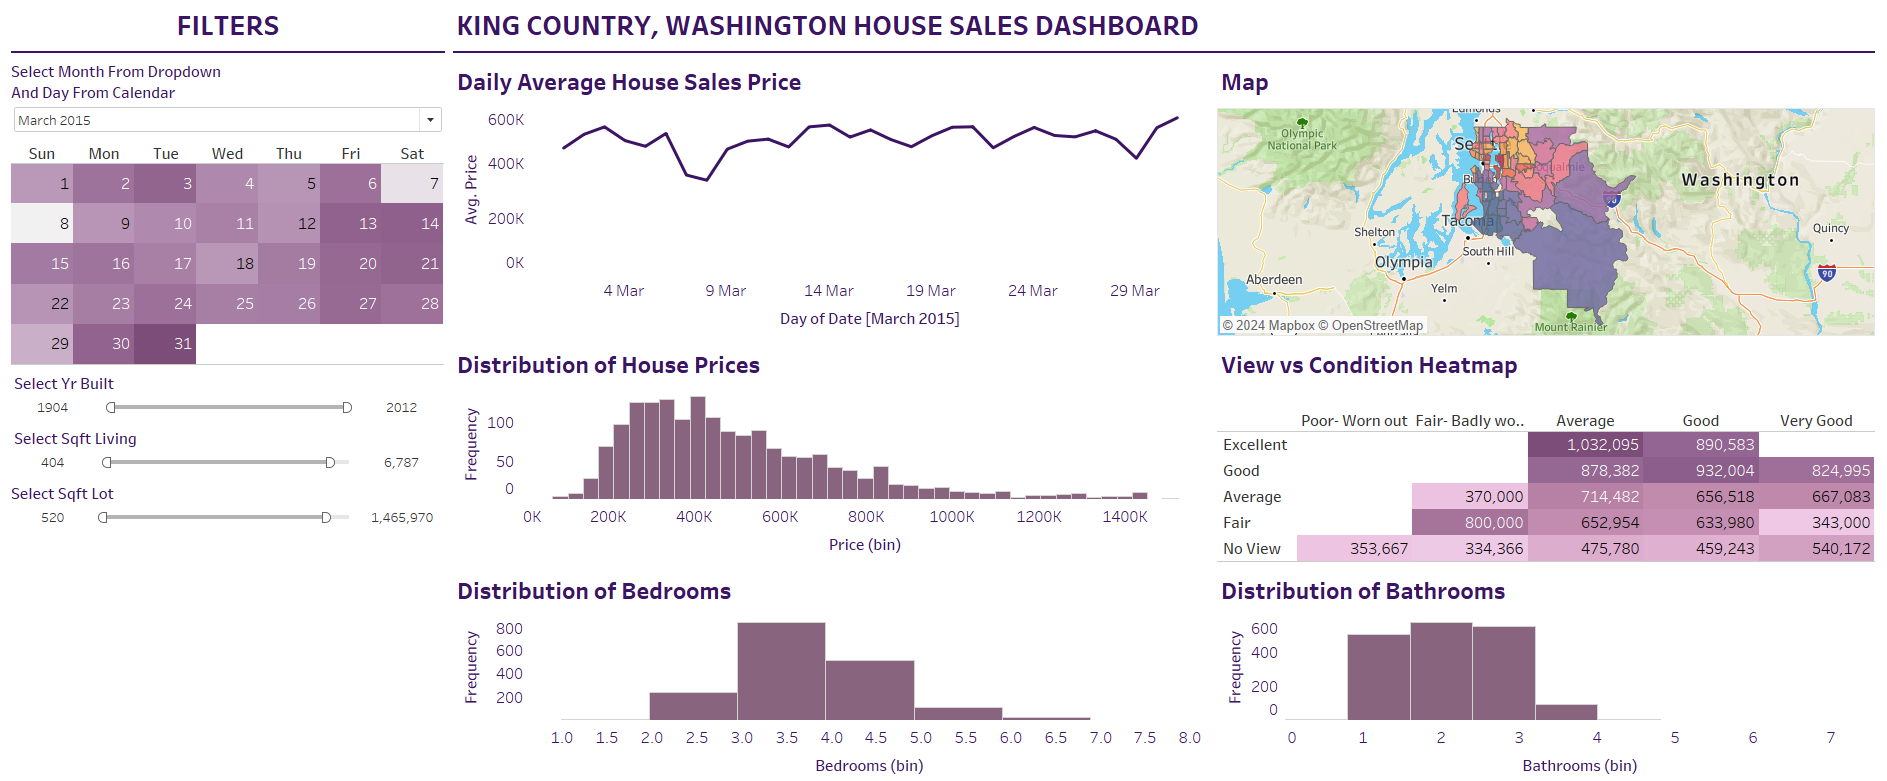 FILTERS
KING COUNTRY, WASHINGTON HOUSE SALES DASHBOARD
Select Month From Dropdown
And Day From Calendar
March 2015
Sun Mon Tue Wed Thu Fri Sat
1 2 3 4 5 6 7
8 9 10 11 12 13 14
15 16 17 18 19 20 21
22 23 24 25 26 27 28
29 30 31
Select Yr Built
1904 2012
Select Sqft Living
404 6,787
Select Sqft Lot
520 1,465,970
Daily Average House Sales Price
Avg. Price
600K
400K
200K
0K
4 Mar 9 Mar 14 Mar 19 Mar 24 Mar 29 Mar
Day of Date [March 2015]
Map
Olympic
National Park
Washington
Tacoma
Shelton
South Hill
Olympia
Quincy
90
90
Aberdeen
Yelm
Mount Rainier
© 2024 Mapbox © OpenStreetMap
Distribution of House Prices
Frequency
100
50
0
0K 200K 400K 600K 800K 1000K 1200K 1400K
Price (bin)
View vs Condition Heatmap
Poor- Worn out Fair- Badly wo.. Average Good Very Good
Excellent 1,032,095 890,583
Good 878,382 932,004 824,995
Average 370,000 714,482 656,518 667,083
Fair 800,000 652,954 633,980 343,000
No View 353,667 334,366 475,780 459,243 540,172
Distribution of Bedrooms
Frequency
800
600
400
200
1.0 1.5 2.0 3.0 3.5 4.0 4.5 5.0 5.5 6.0 7.0 7.5 8.0
Bedrooms (bin)
Distribution of Bathrooms
Frequency
600
400
200
0
0 1 2 3 4 5 6 7
Bathrooms (bin)